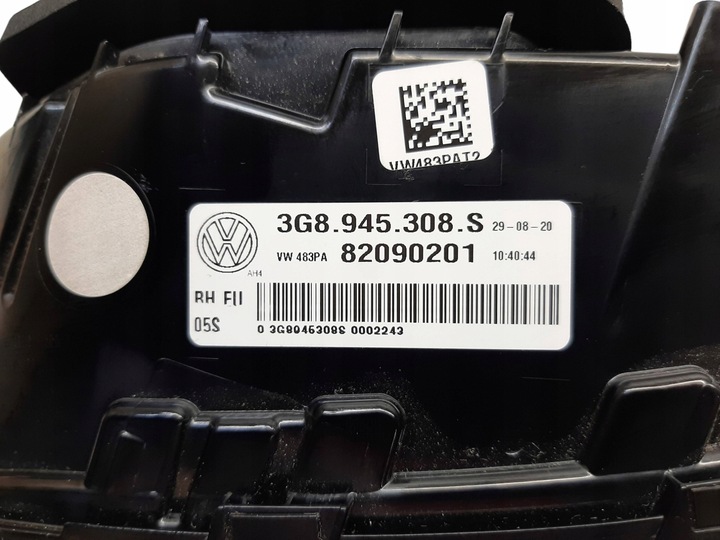 VW483PAT2
3G8.945.308.S 29-08-20
VW 483PA 82090201 10:40:44
AH4
RH EU
05S
0 3G8945308S 0002243